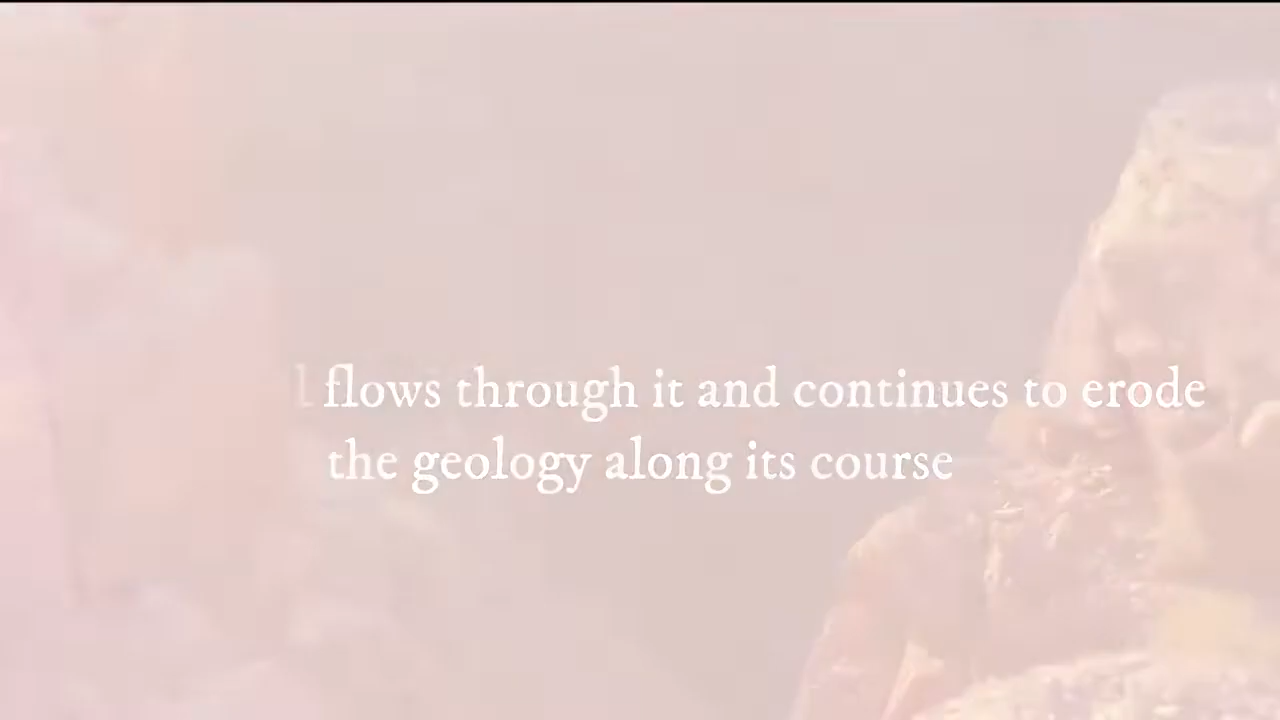 flows through it and continues to erode
the geology along its course